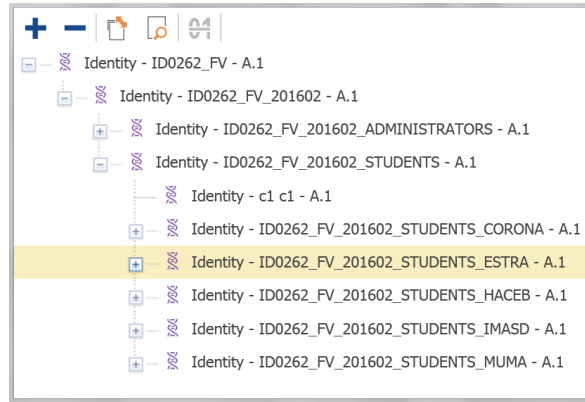 Identity - ID0262_FV - A.1
Identity - ID0262_FV_201602 - A.1
Identity - ID0262_FV_201602_ADMINISTRATORS - A.1
Identity - ID0262_FV_201602_STUDENTS - A.1
Identity - c1 c1 - A.1
Identity - ID0262_FV_201602_STUDENTS_CORONA - A.1
Identity - ID0262_FV_201602_STUDENTS_ESTRA - A.1
Identity - ID0262_FV_201602_STUDENTS_HACEB - A.1
Identity - ID0262_FV_201602_STUDENTS_IMASD - A.1
Identity - ID0262_FV_201602_STUDENTS_MUMA - A.1